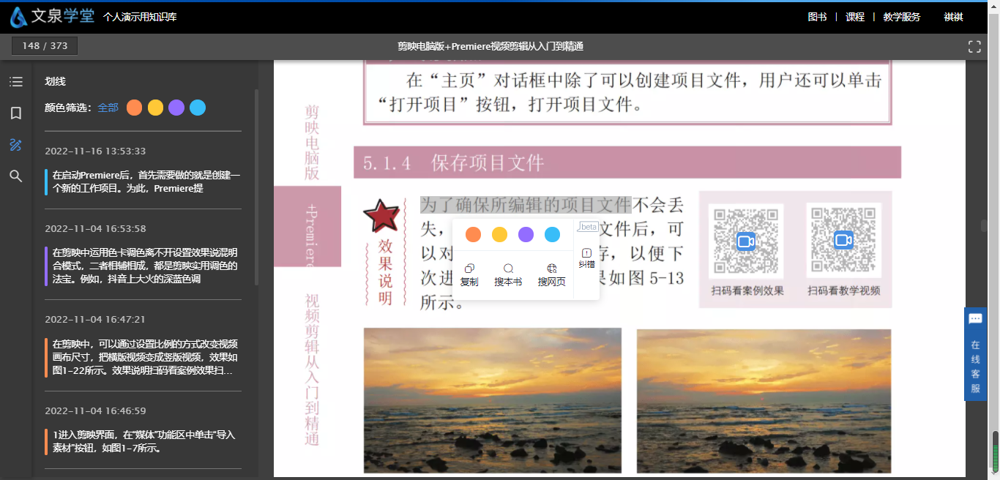 文泉学堂 个人演示用知识库
图书 | 课程 | 教学服务 祺祺
148 / 373
剪映电脑版+Premiere视频剪辑从入门到精通
划线
颜色筛选：全部
2022-11-16 13:53:33
在启动Premiere后，首先需要做的就是创建一
个新的工作项目。为此，Premiere提
2022-11-04 16:53:58
在剪映中运用色卡调色离不开设置效果说混明
合模式，二者相辅相成，都是剪映实用调色的
法宝。例如，抖音上大火的深蓝色调
2022-11-04 16:47:21
在剪映中，可以通过设置比例的方式改变视频
画布尺寸，把横版视频变成竖版视频，效果如
图1-22所示。效果说明扫码看案例效果扫...
2022-11-04 16:46:59
1进入剪映界面，在“媒体”功能区中单击“导入
素材”按钮，如图1-7所示。
剪映电脑版
+Premiere
视频剪辑从入门到精通
在“主页”对话框中除了可以创建项目文件，用户还可以单击
“打开项目”按钮，打开项目文件。
5.1.4 保存项目文件
效果说明
为了确保所编辑的项目文件不会丢
失，
文件后，可
以对
存，以便下
次进
果如图 5-13
所示。
beta
纠错
复制
搜本书
搜网页
扫码看案例效果
扫码看教学视频
在线客服